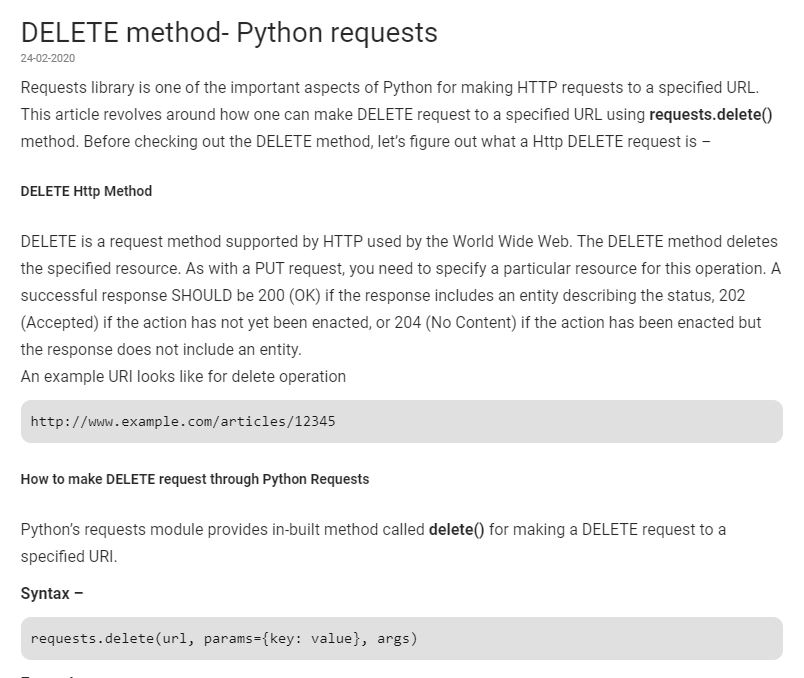 DELETE method- Python requests
24-02-2020
Requests library is one of the important aspects of Python for making HTTP requests to a specified URL.
This article revolves around how one can make DELETE request to a specified URL using requests.delete()
method. Before checking out the DELETE method, let’s figure out what a Http DELETE request is –
DELETE Http Method
DELETE is a request method supported by HTTP used by the World Wide Web. The DELETE method deletes
the specified resource. As with a PUT request, you need to specify a particular resource for this operation. A
successful response SHOULD be 200 (OK) if the response includes an entity describing the status, 202
(Accepted) if the action has not yet been enacted, or 204 (No Content) if the action has been enacted but
the response does not include an entity.
An example URI looks like for delete operation
http://www.example.com/articles/12345
How to make DELETE request through Python Requests
Python’s requests module provides in-built method called delete() for making a DELETE request to a
specified URI.
Syntax –
requests.delete(url, params={key: value}, args)